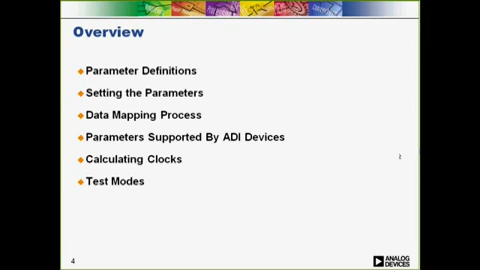 Overview
Parameter Definitions
Setting the Parameters
Data Mapping Process
Parameters Supported By ADI Devices
Calculating Clocks
Test Modes
4
ANALOG
DEVICES